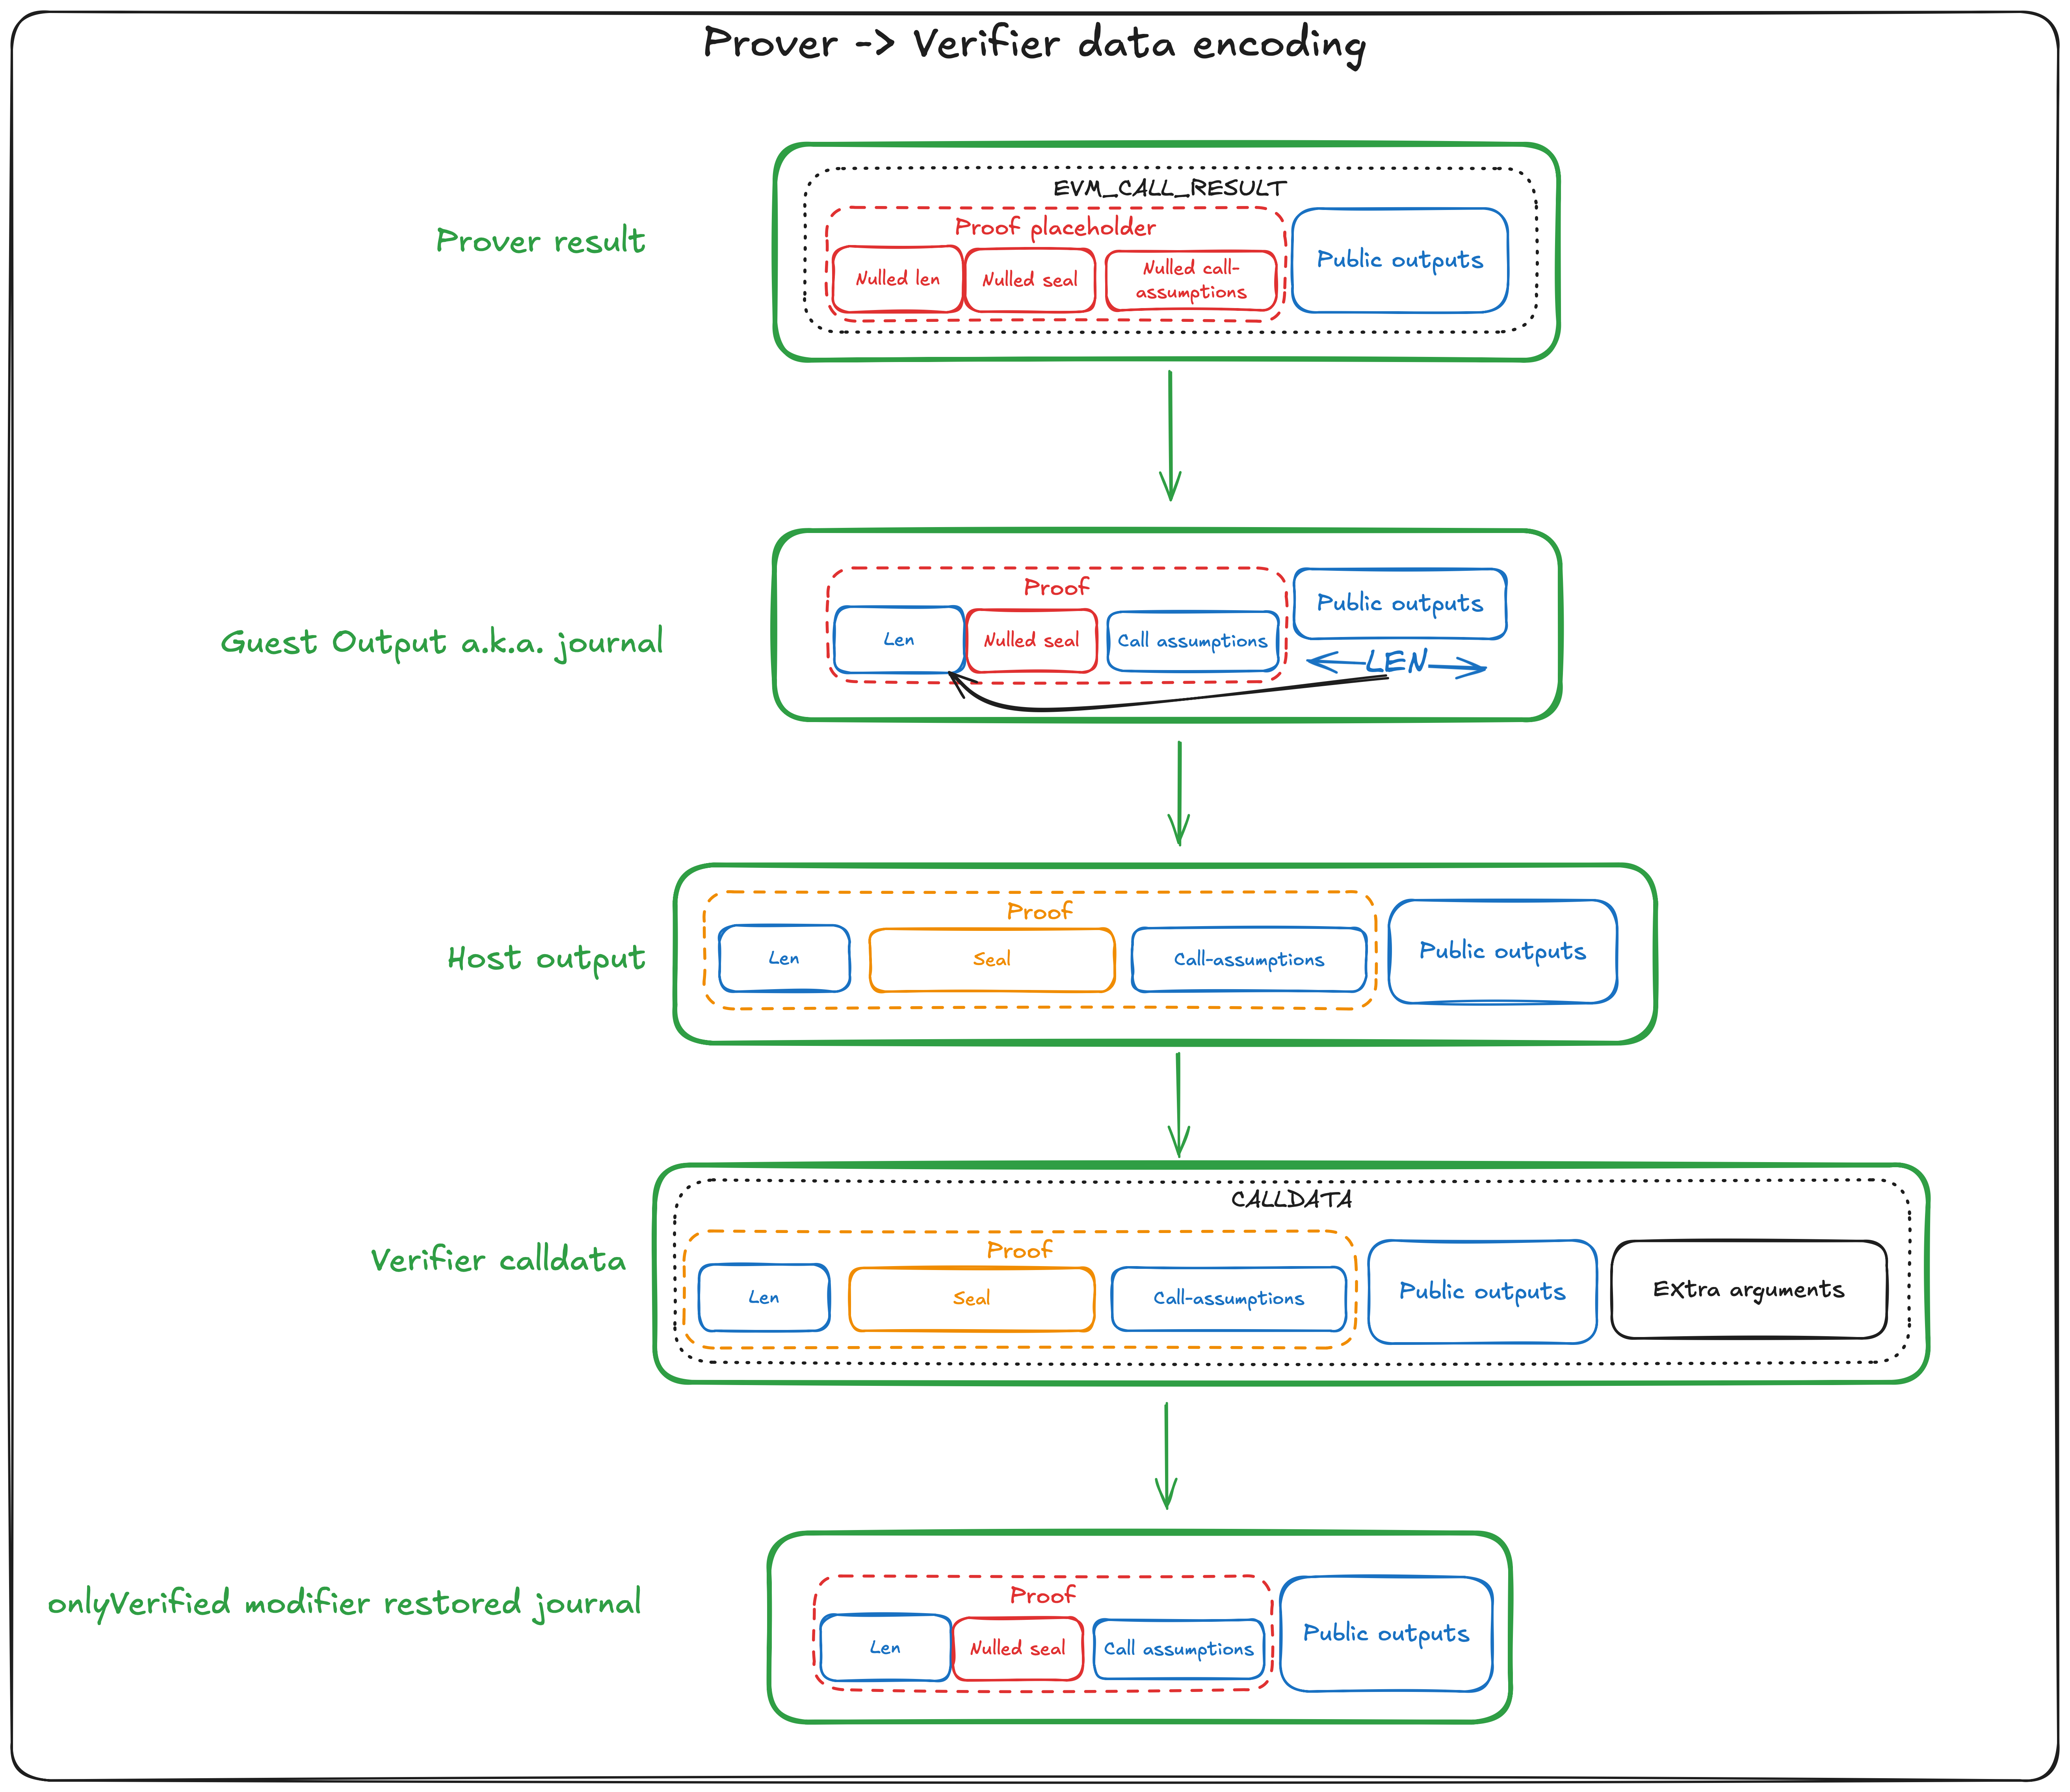 Prover -> Verifier data encoding
EVM_CALL_RESULT
Prover result
Proof placeholder
Nulled len
Nulled seal
Nulled call-
assumptions
Public outputs
Guest Output a.k.a. journal
Proof
Len
Nulled seal
Call assumptions
Public outputs
LEN
Host output
Proof
Len
Seal
Call-assumptions
Public outputs
CALLDATA
Verifier calldata
Proof
Len
Seal
Call-assumptions
Public outputs
EXtra arguments
onlyVerified modifier restored journal
Proof
Len
Nulled seal
Call assumptions
Public outputs